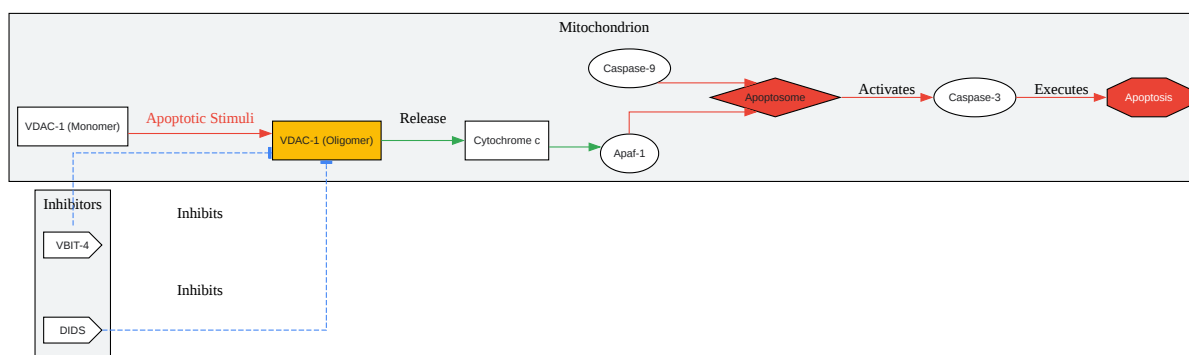 Mitochondrion
Caspase-9
Apoptosome
Activates
Caspase-3
Executes
Apoptosis
VDAC-1 (Monomer)
Apoptotic Stimuli
VDAC-1 (Oligomer)
Release
Cytochrome c
Apaf-1
Inhibitors
Inhibits
VBIT-4
Inhibits
DIDS